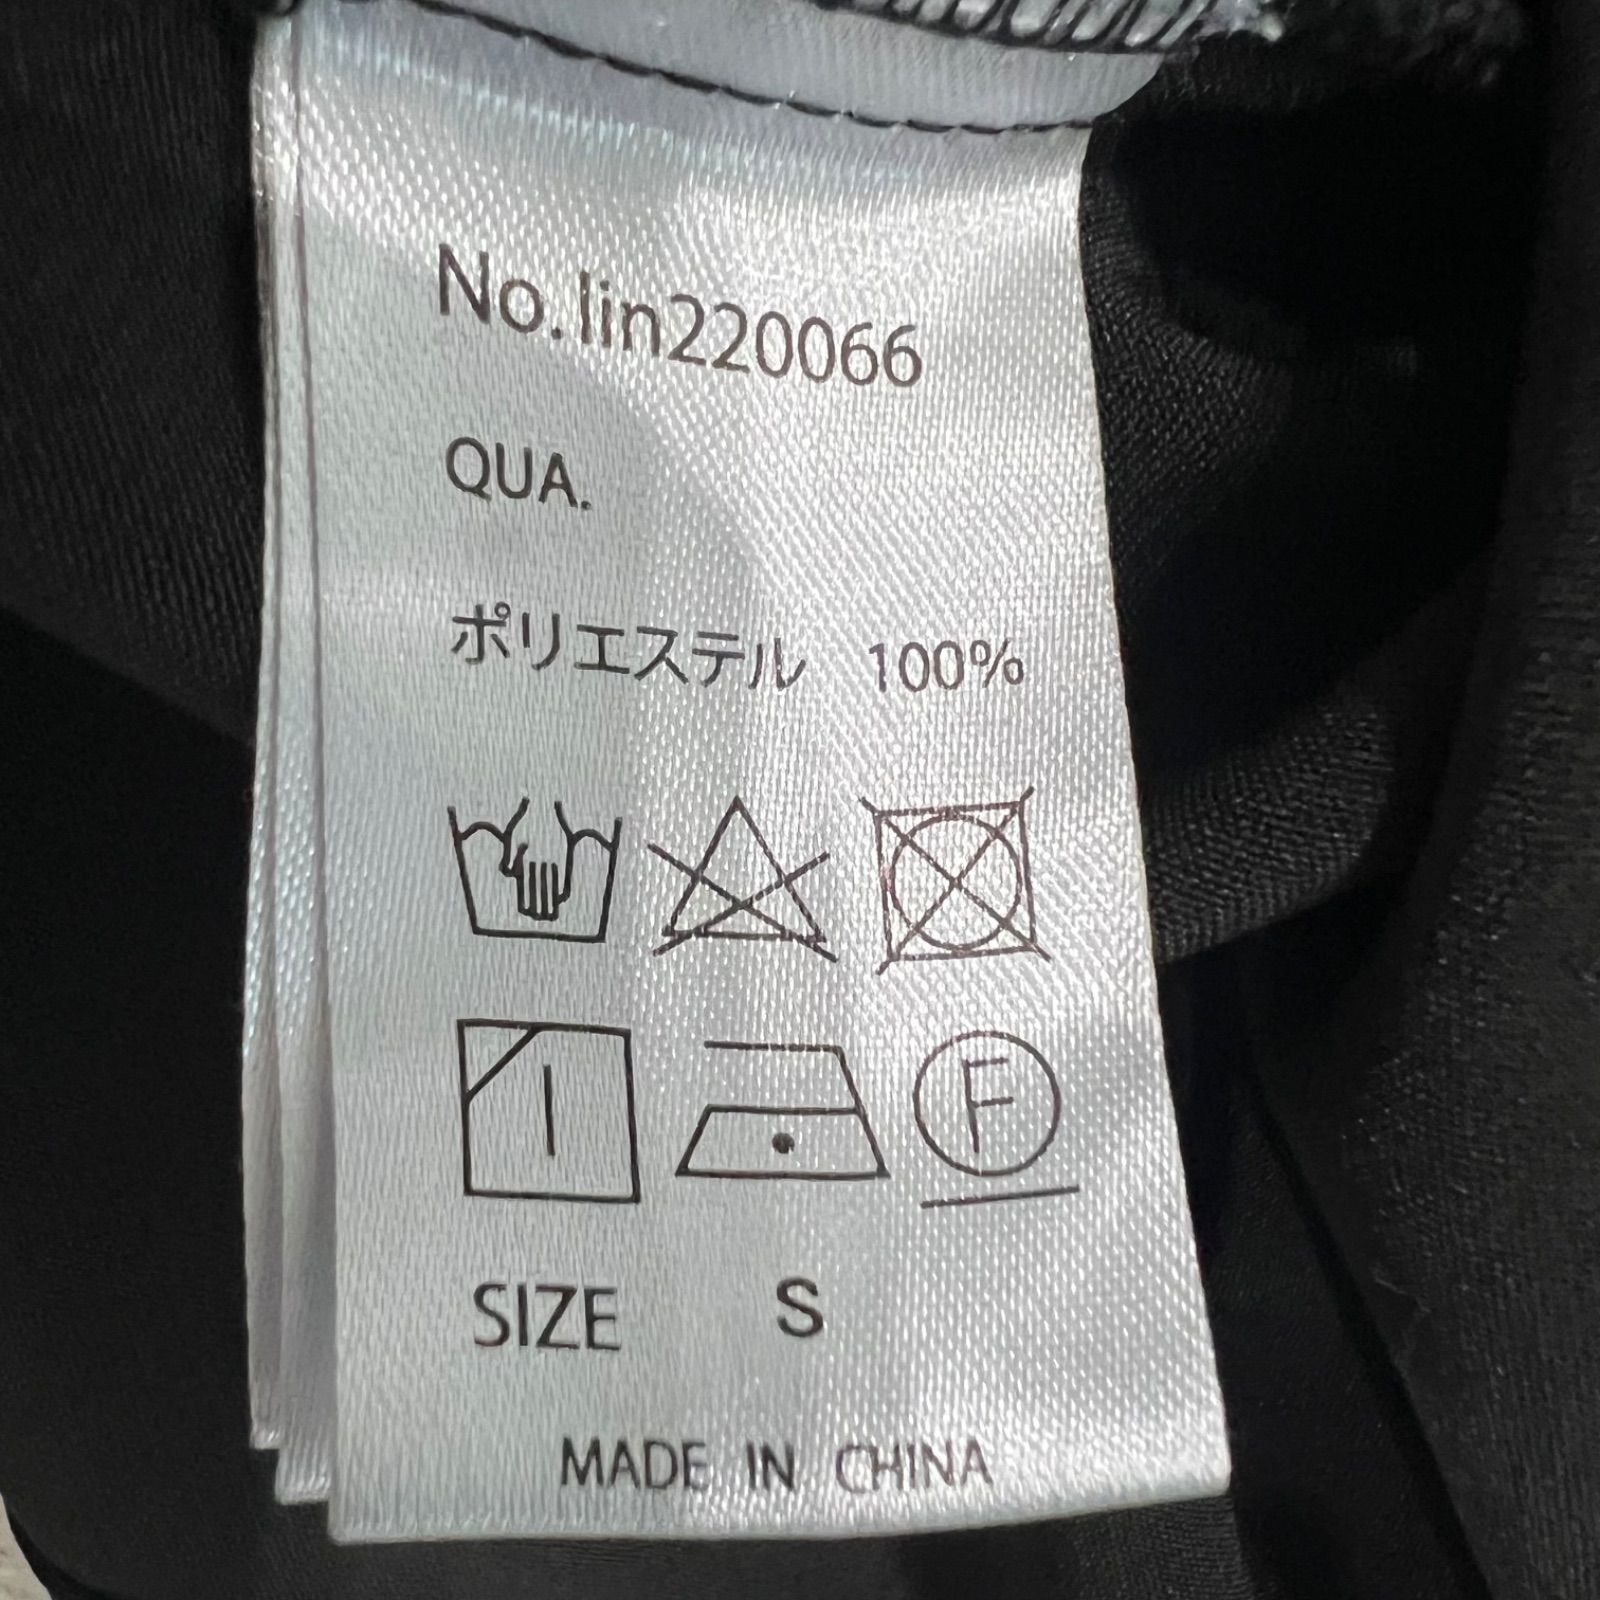 No.lin220066
QUA.
ポリエステル 100%
F
SIZE S
MADE IN CHINA